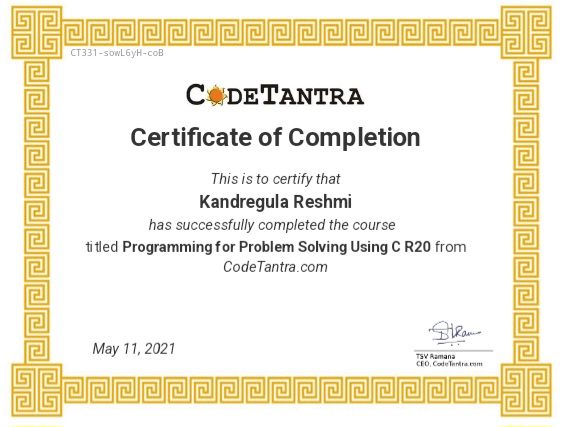 CT331-sowL6yH-coB
CODETANTRA
Certificate of Completion
This is to certify that
Kandregula Reshmi
has successfully completed the course
titled Programming for Problem Solving Using C R20 from
CodeTantra.com
May 11, 2021
TSV Ramana
CEO, CodeTantra.com